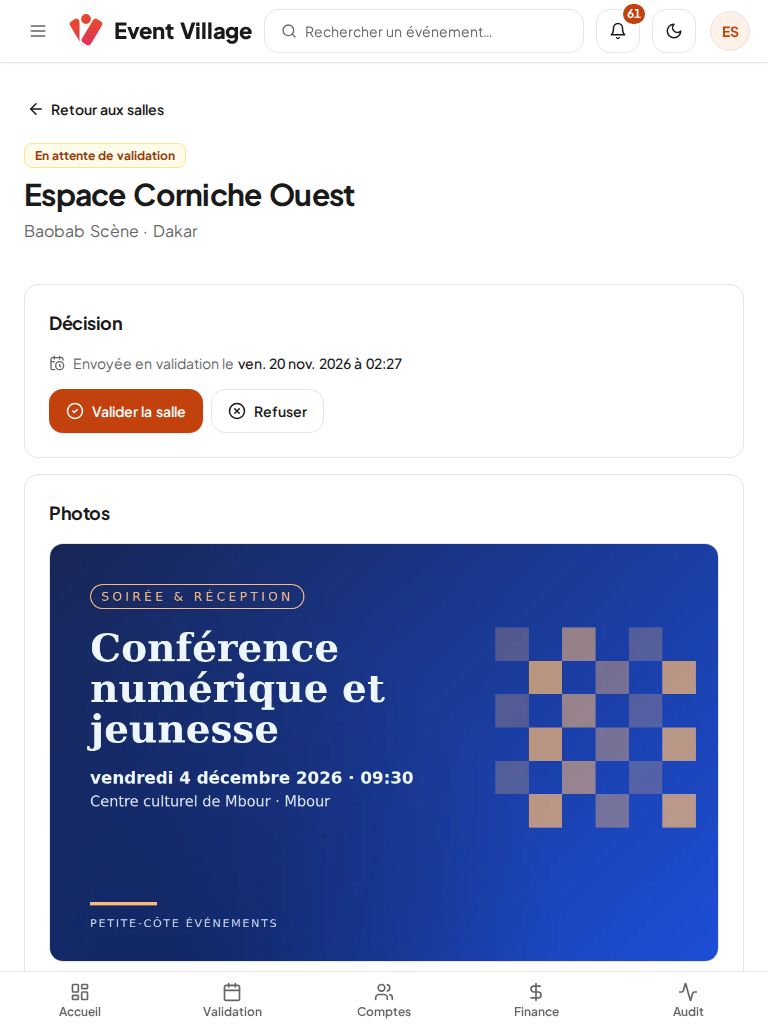 Event Village
Rechercher un événement...
61
ES
Retour aux salles
En attente de validation
Espace Corniche Ouest
Baobab Scène · Dakar
Décision
Envoyée en validation le ven. 20 nov. 2026 à 02:27
Valider la salle
Refuser
Photos
SOIRÉE & RÉCEPTION
Conférence
numérique et
jeunesse
vendredi 4 décembre 2026 · 09:30
Centre culturel de Mbour · Mbour
PETITE-CÔTE ÉVÉNEMENTS
Accueil
Validation
Comptes
Finance
Audit